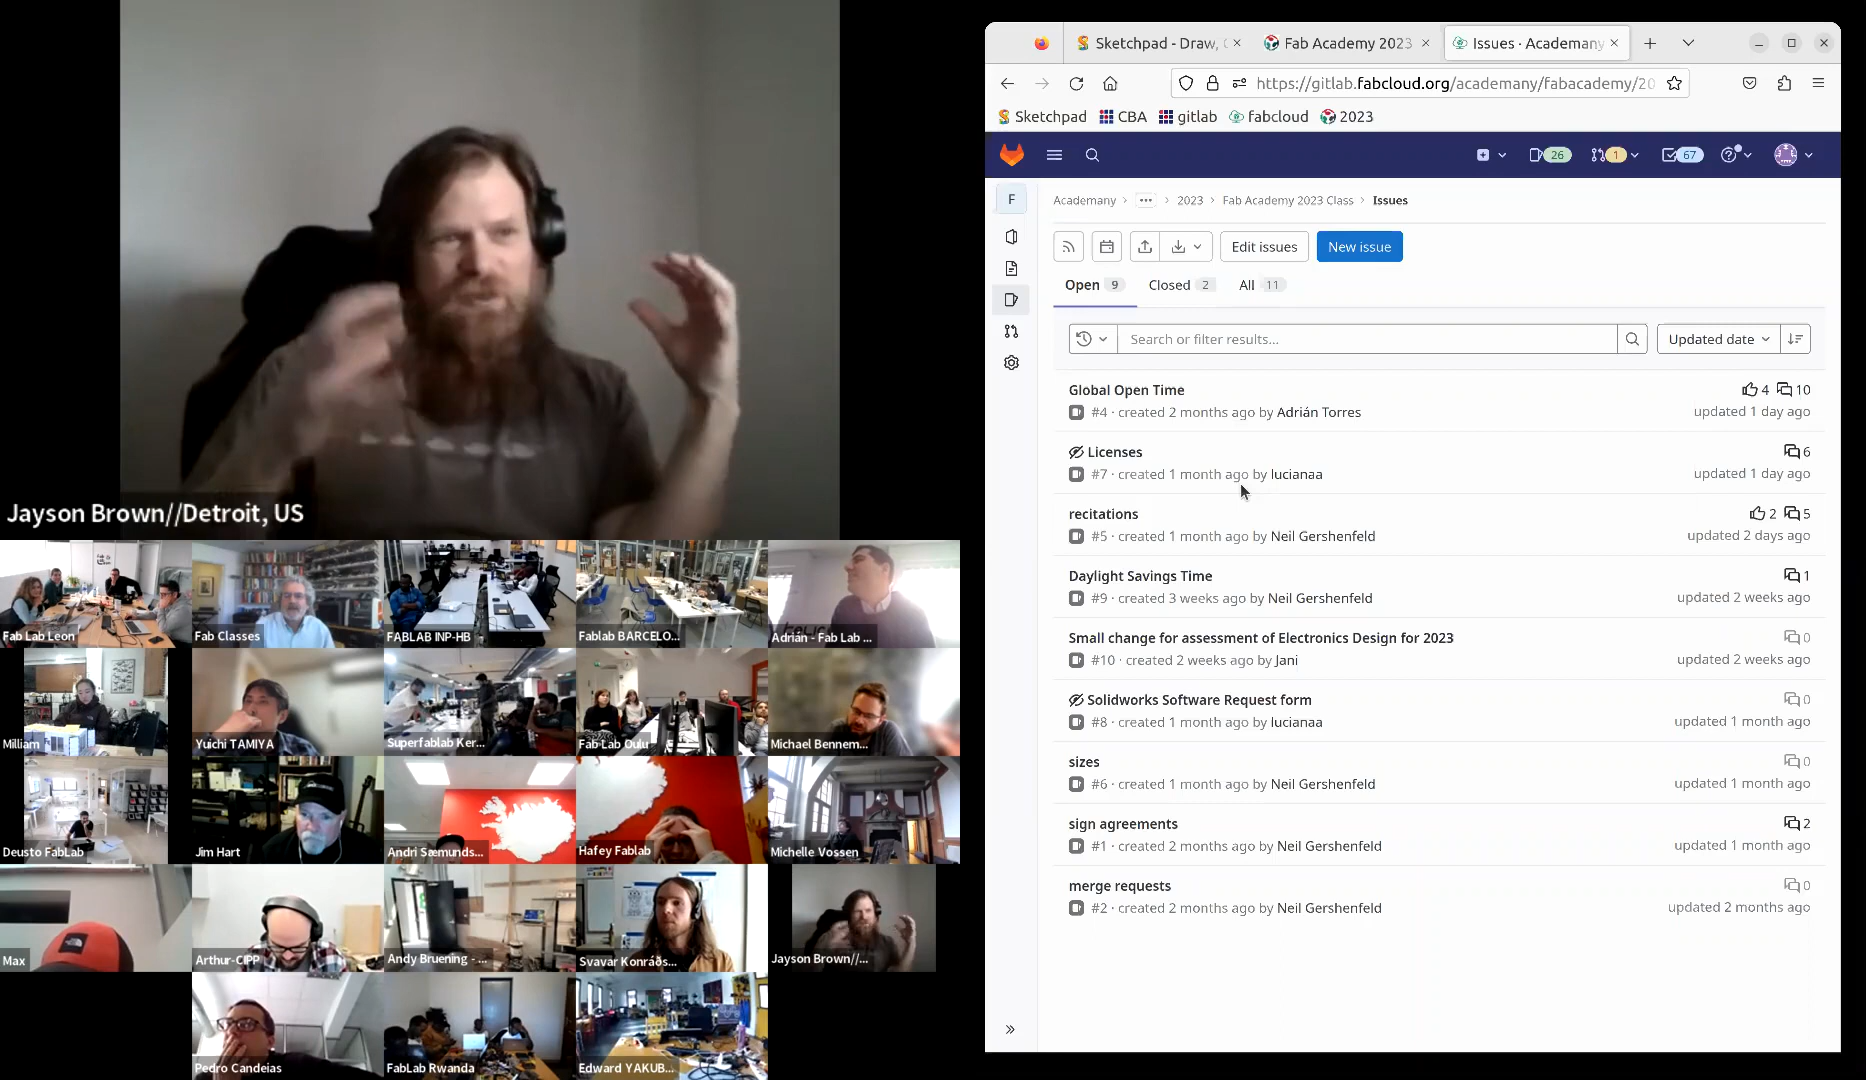 Jayson Brown//Detroit, US
Fab Lab Leon
Fab Classes
FABLAB INP-HB
Fablab BARCELO...
Adrián - Fab Lab ...
Milliam
Yuichi TAMIYA
Superfablab Ker...
Fab Lab Oulu
Michael Bennem...
Deusto FabLab
Jim Hart
Andri Sæmunds...
Hafey Fablab
Michelle Vossen
Max
Arthur-CIPP
Andy Bruening - ...
Svavar Konráðs...
Jayson Brown//...
Pedro Candeias
FabLab Rwanda
Edward YAKUB...
Sketchpad - Draw,
Fab Academy 2023
Issues · Academany
https://gitlab.fabcloud.org/academany/fabacademy/20
Sketchpad CBA gitlab fabcloud 2023
26 1 67
F
Academany 2023 Fab Academy 2023 Class Issues
Edit issues New issue
Open 9 Closed 2 All 11
Search or filter results... Updated date
Global Open Time 4 10
#4 · created 2 months ago by Adrián Torres updated 1 day ago
Licenses 6
#7 · created 1 month ago by lucianaa updated 1 day ago
recitations 2 5
#5 · created 1 month ago by Neil Gershenfeld updated 2 days ago
Daylight Savings Time 1
#9 · created 3 weeks ago by Neil Gershenfeld updated 2 weeks ago
Small change for assessment of Electronics Design for 2023 0
#10 · created 2 weeks ago by Jani updated 2 weeks ago
Solidworks Software Request form 0
#8 · created 1 month ago by lucianaa updated 1 month ago
sizes 0
#6 · created 1 month ago by Neil Gershenfeld updated 1 month ago
sign agreements 2
#1 · created 2 months ago by Neil Gershenfeld updated 1 month ago
merge requests 0
#2 · created 2 months ago by Neil Gershenfeld updated 2 months ago